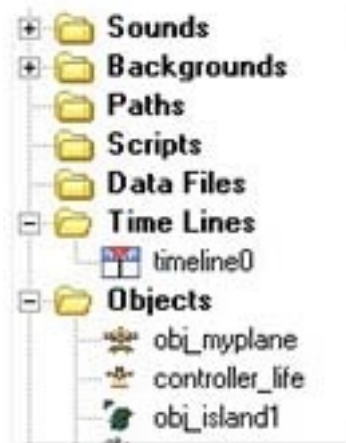 Sounds
Backgrounds
Paths
Scripts
Data Files
Time Lines
timeline0
Objects
obj_myplane
controller_life
obj_island1